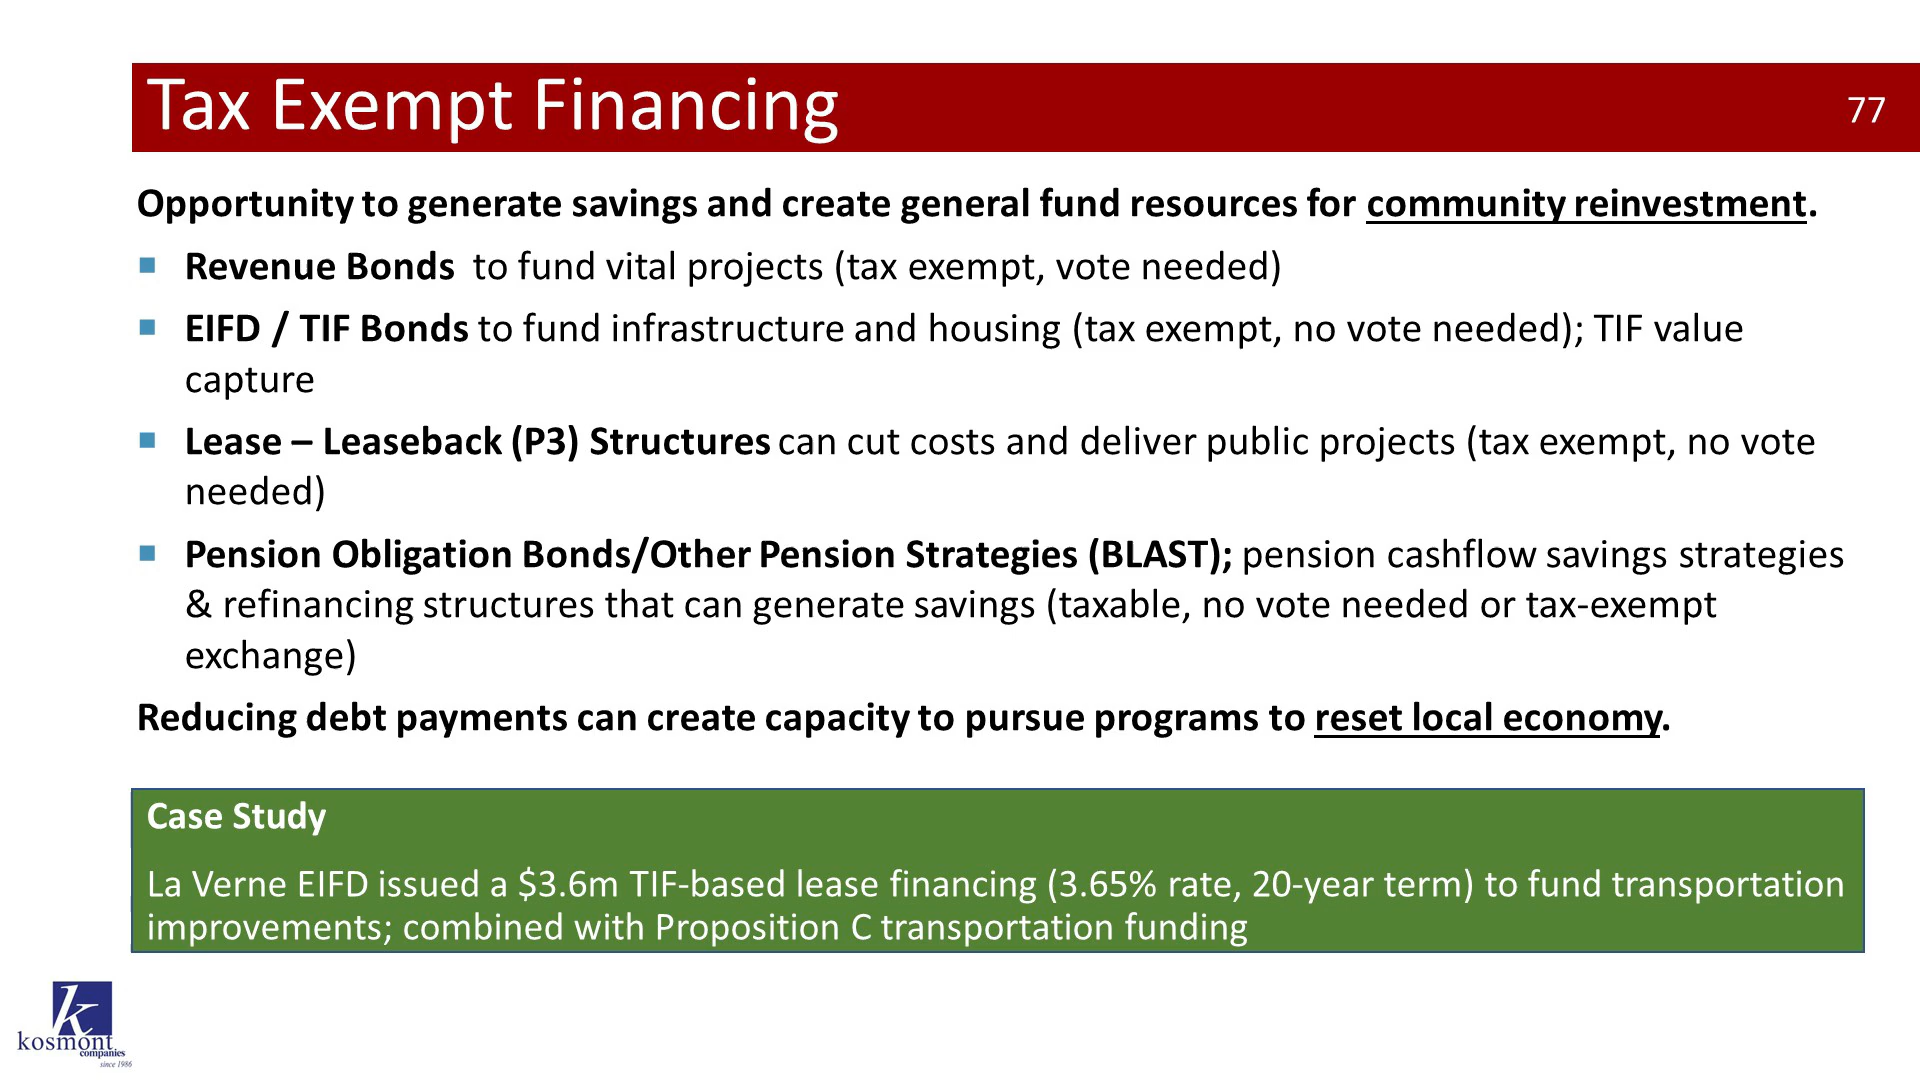 Tax Exempt Financing
77
Opportunity to generate savings and create general fund resources for community reinvestment.
Revenue Bonds to fund vital projects (tax exempt, vote needed)
EIFD / TIF Bonds to fund infrastructure and housing (tax exempt, no vote needed); TIF value
capture
Lease – Leaseback (P3) Structures can cut costs and deliver public projects (tax exempt, no vote
needed)
Pension Obligation Bonds/Other Pension Strategies (BLAST); pension cashflow savings strategies
& refinancing structures that can generate savings (taxable, no vote needed or tax-exempt
exchange)
Reducing debt payments can create capacity to pursue programs to reset local economy.
Case Study
La Verne EIFD issued a $3.6m TIF-based lease financing (3.65% rate, 20-year term) to fund transportation
improvements; combined with Proposition C transportation funding
k
kosmont
companies
since 1986